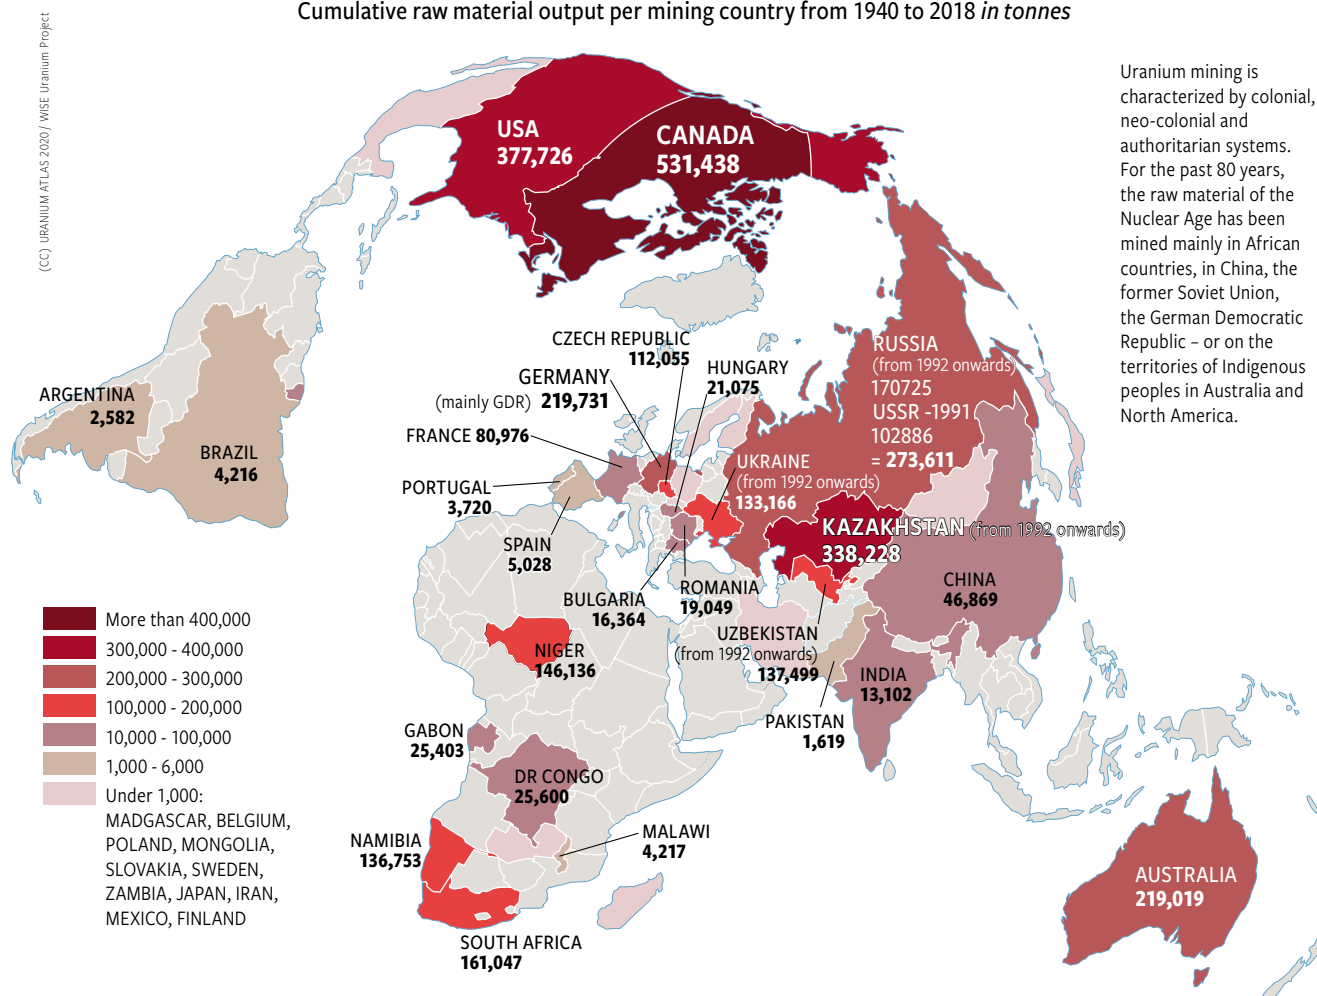 Cumulative raw material output per mining country from 1940 to 2018 in tonnes
(CC) URANIUM ATLAS 2020 / WISE Uranium Project
Uranium mining is
characterized by colonial,
neo-colonial and
authoritarian systems.
For the past 80 years,
the raw material of the
Nuclear Age has been
mined mainly in African
countries, in China, the
former Soviet Union,
the German Democratic
Republic – or on the
territories of Indigenous
peoples in Australia and
North America.
USA
377,726
CANADA
531,438
CZECH REPUBLIC
112,055
HUNGARY
21,075
GERMANY
(mainly GDR) 219,731
FRANCE 80,976
RUSSIA
(from 1992 onwards)
170725
USSR -1991
102886
= 273,611
ARGENTINA
2,582
BRAZIL
4,216
PORTUGAL
3,720
UKRAINE
(from 1992 onwards)
133,166
SPAIN
5,028
KAZAKHSTAN (from 1992 onwards)
338,228
BULGARIA
16,364
ROMANIA
19,049
CHINA
46,869
UZBEKISTAN
(from 1992 onwards)
137,499
NIGER
146,136
INDIA
13,102
PAKISTAN
1,619
GABON
25,403
DR CONGO
25,600
NAMIBIA
136,753
MALAWI
4,217
SOUTH AFRICA
161,047
AUSTRALIA
219,019
More than 400,000
300,000 - 400,000
200,000 - 300,000
100,000 - 200,000
10,000 - 100,000
1,000 - 6,000
Under 1,000:
MADGASCAR, BELGIUM,
POLAND, MONGOLIA,
SLOVAKIA, SWEDEN,
ZAMBIA, JAPAN, IRAN,
MEXICO, FINLAND